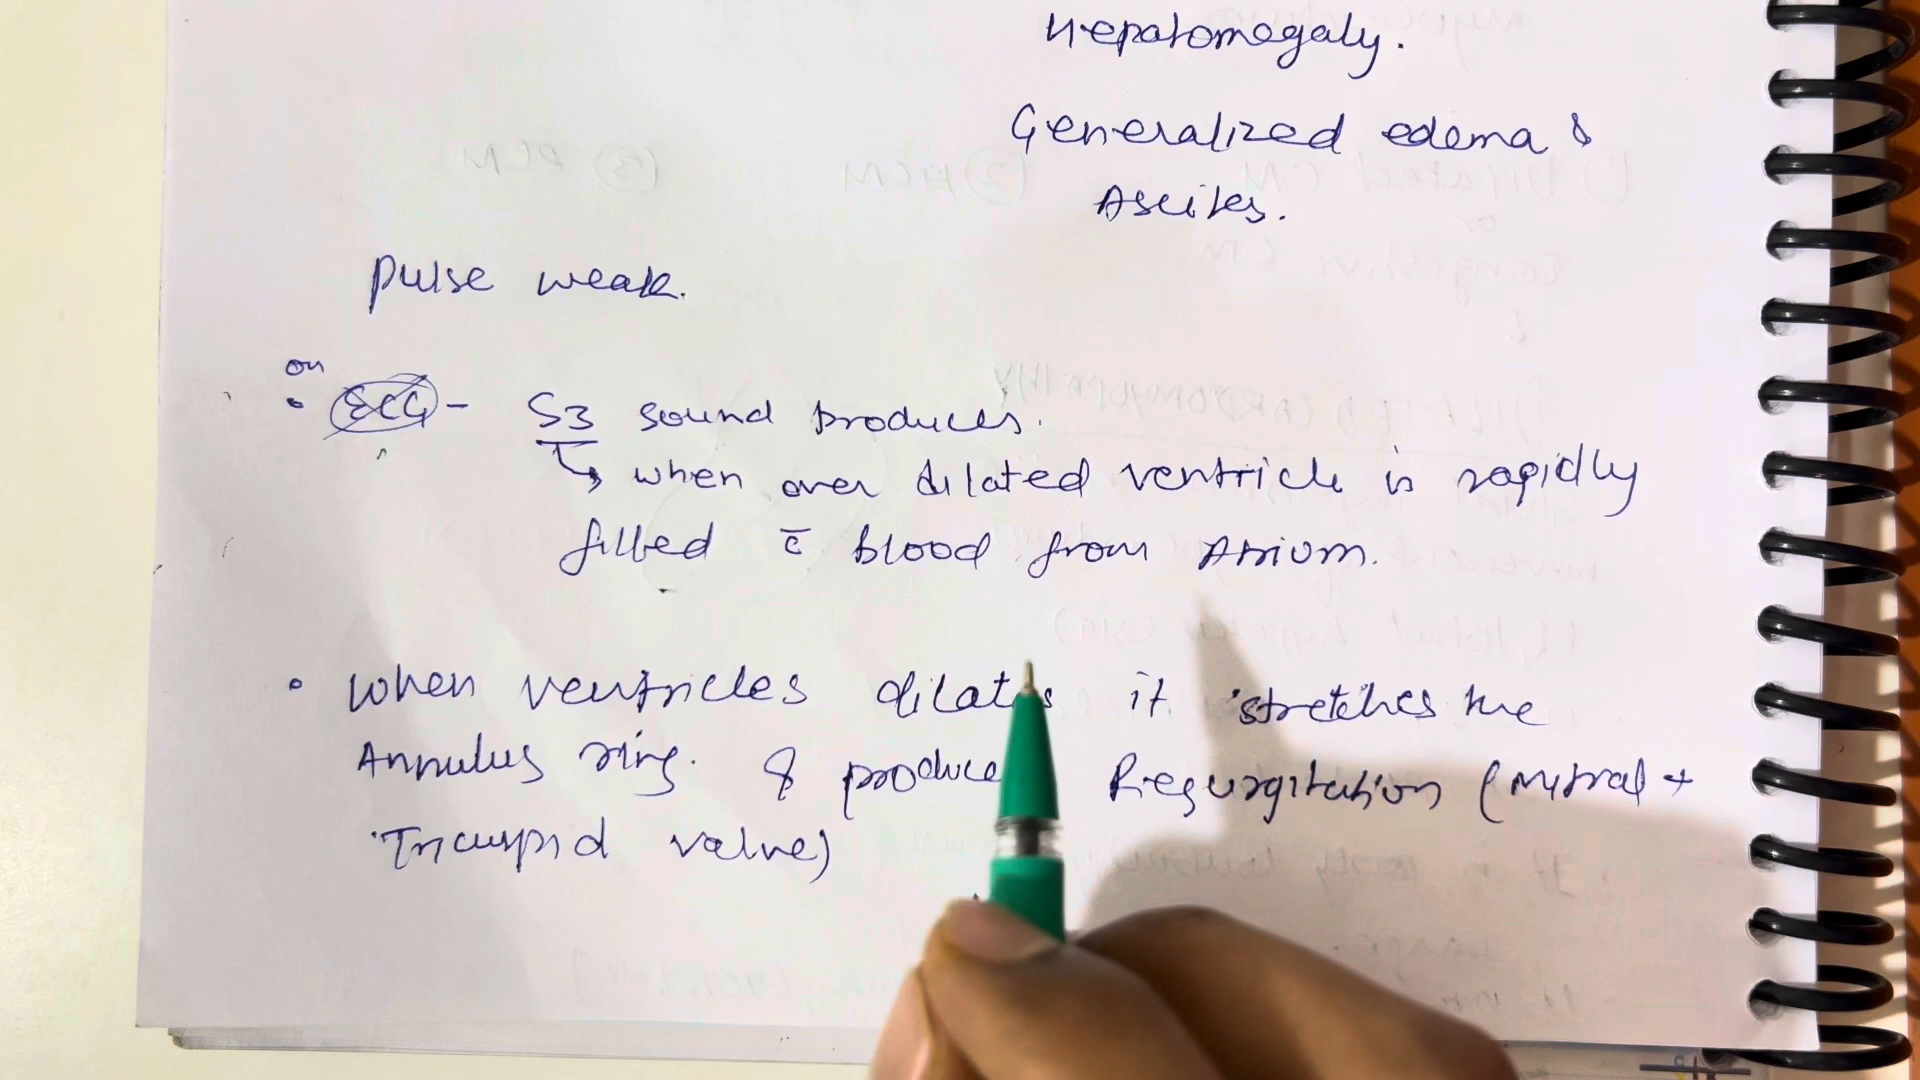 Hepatomegaly.
Generalized edema &
Ascites.
Pulse weak.
on
• ECG - S3 sound produces.
↳ when over dilated ventricle is rapidly
filled c̅ blood from Atrium.
• When ventricles dilates it stretches the
Annulus ring. & produce Regurgitation (Mitral +
Tricuspid valve)